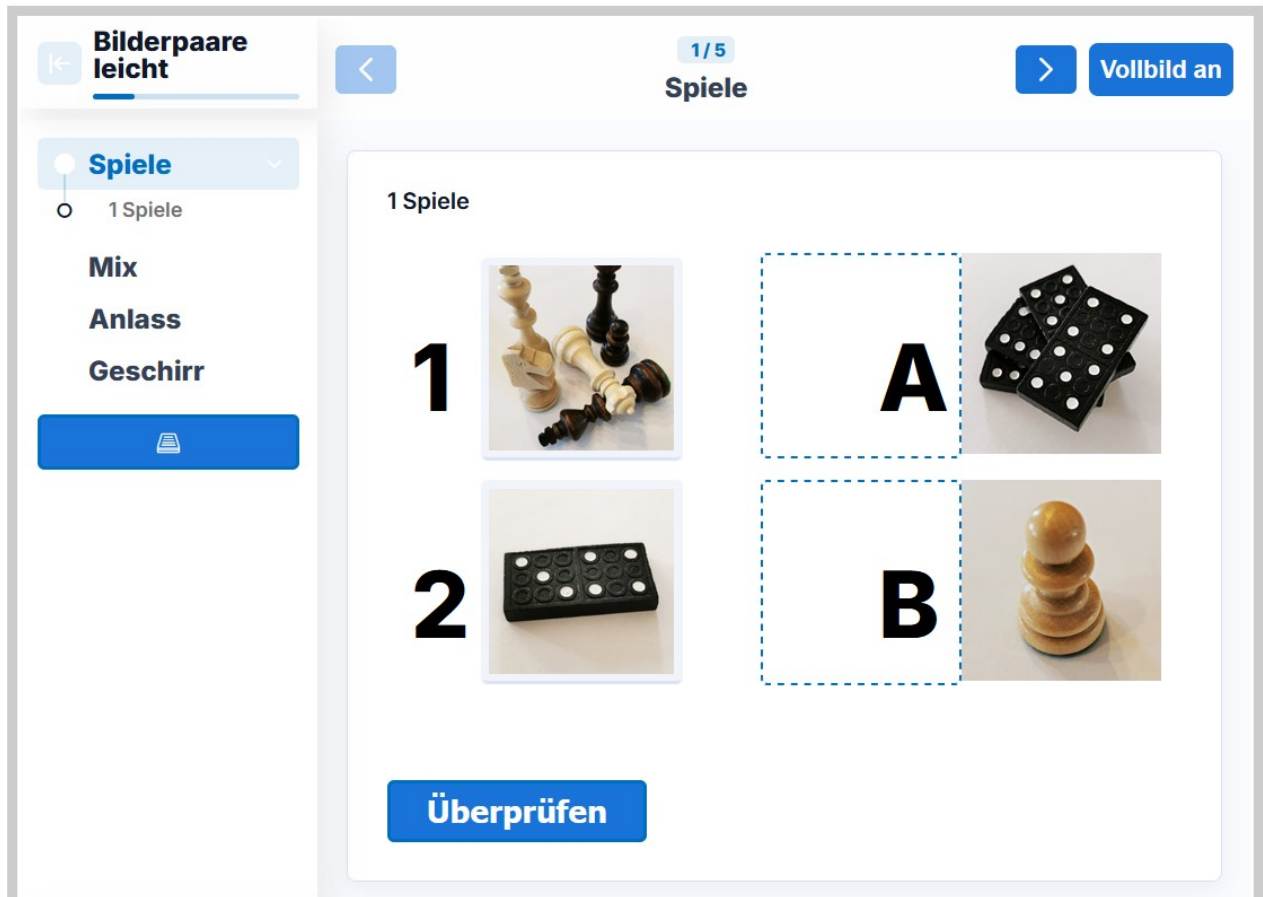 Bilderpaare
leicht
1 / 5
Spiele
Vollbild an
Spiele
1 Spiele
Mix
Anlass
Geschirr
1 Spiele
1
A
2
B
Überprüfen